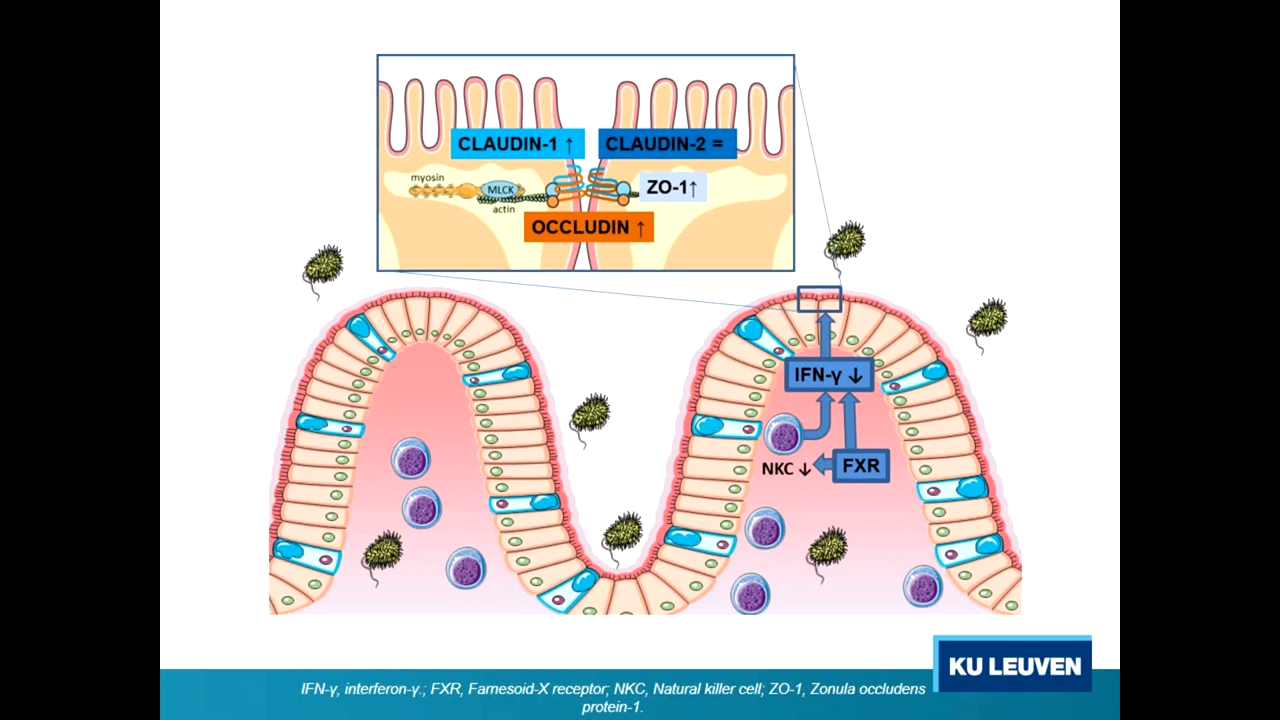 CLAUDIN-1 ↑
CLAUDIN-2 =
myosin
MLCK
ZO-1↑
actin
OCCLUDIN ↑
IFN-γ ↓
NKC ↓
FXR
KU LEUVEN
IFN-γ, interferon-γ.; FXR, Farnesoid-X receptor; NKC, Natural killer cell; ZO-1, Zonula occludens
protein-1.